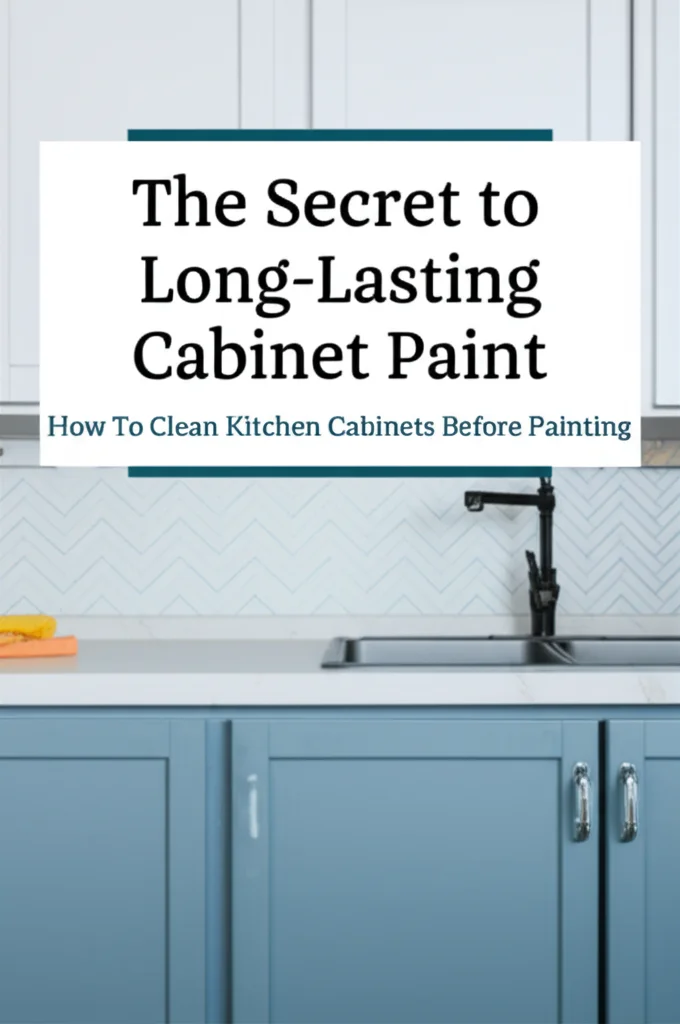 The Secret to
Long-Lasting
Cabinet Paint
How To Clean Kitchen Cabinets Before Painting